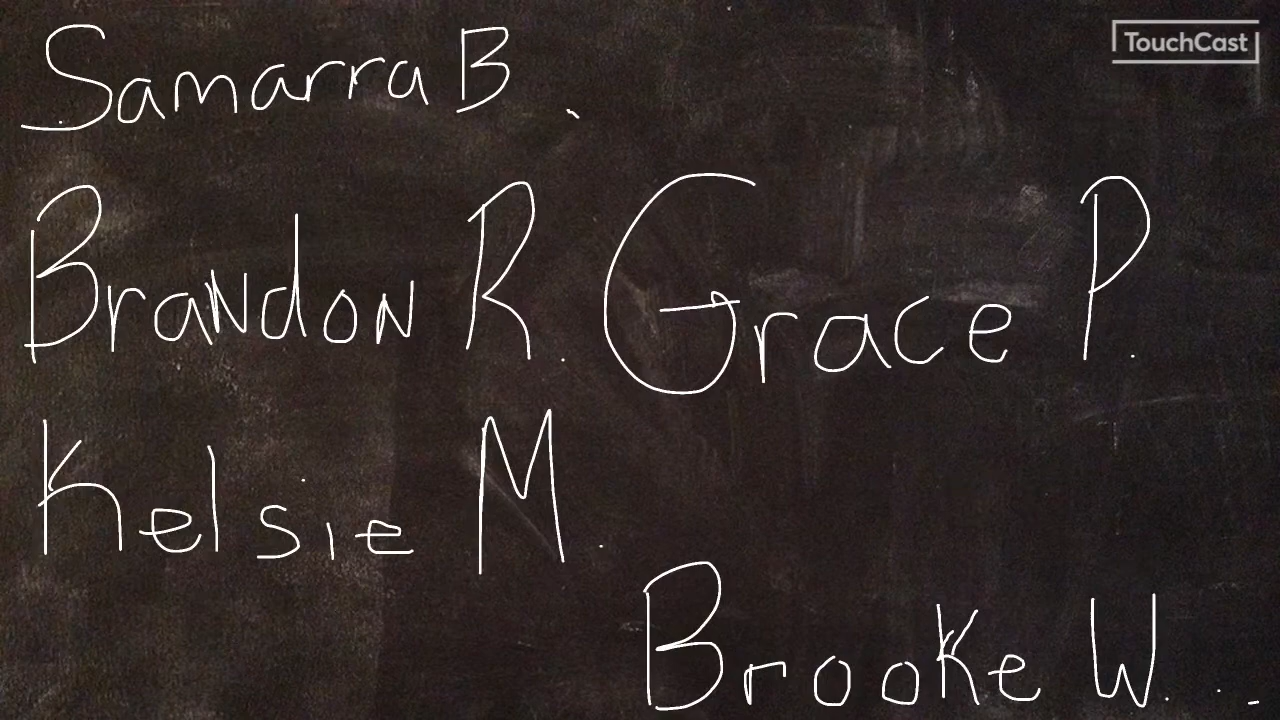 Samarra B.
TouchCast
Brandon R. Grace P.
Kelsie M.
Brooke W...